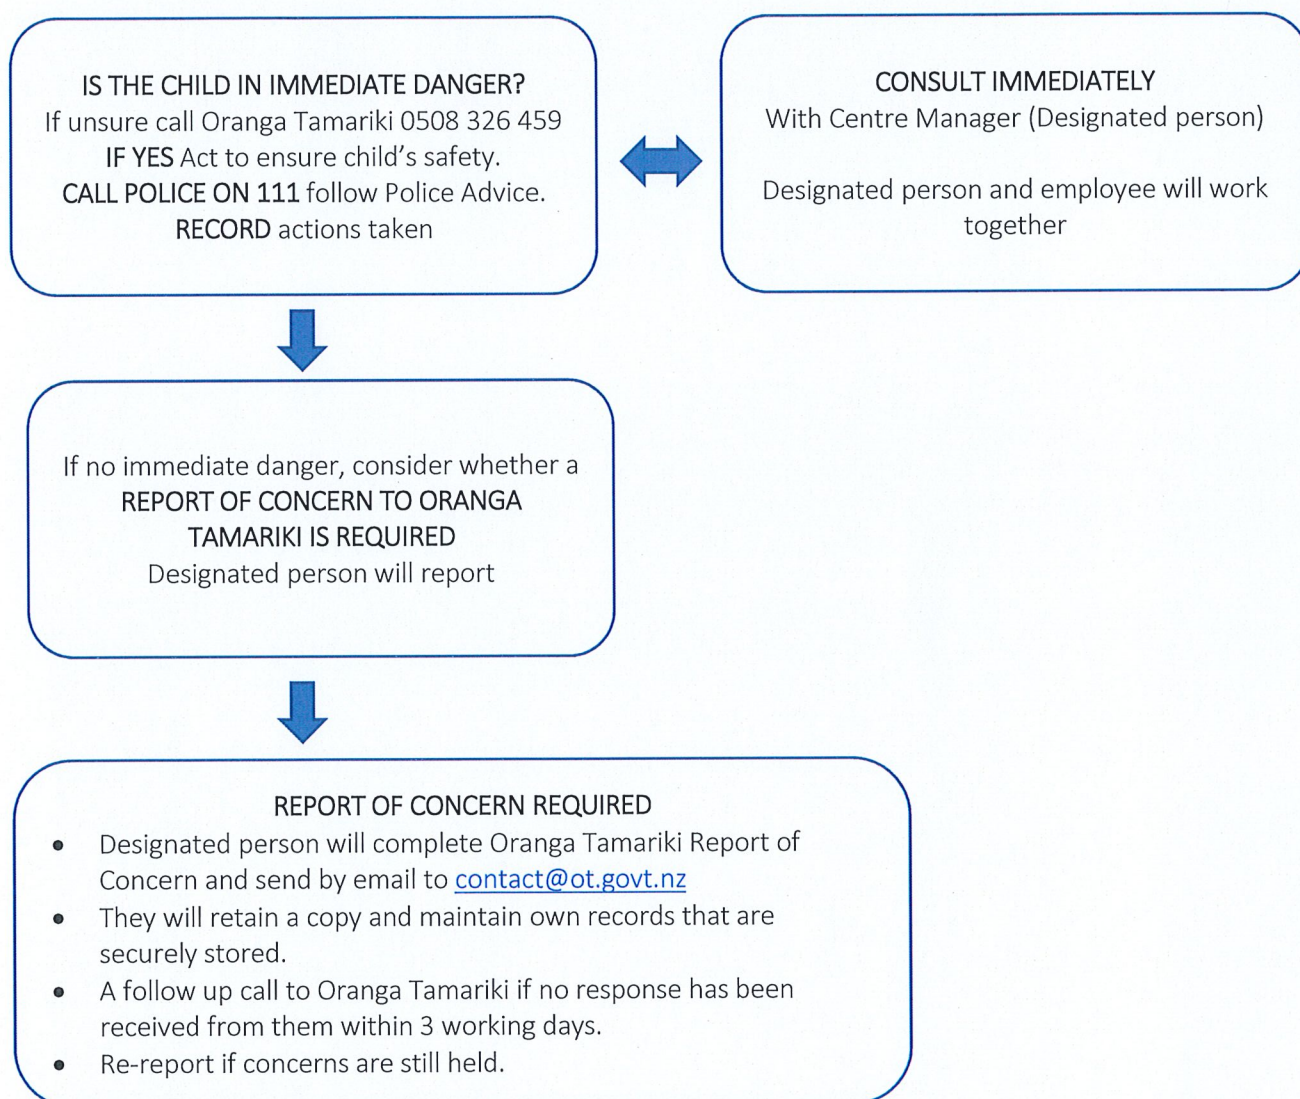 IS THE CHILD IN IMMEDIATE DANGER?
If unsure call Oranga Tamariki 0508 326 459
IF YES Act to ensure child's safety.
CALL POLICE ON 111 follow Police Advice.
RECORD actions taken
CONSULT IMMEDIATELY
With Centre Manager (Designated person)
Designated person and employee will work
together
If no immediate danger, consider whether a
REPORT OF CONCERN TO ORANGA
TAMARIKI IS REQUIRED
Designated person will report
REPORT OF CONCERN REQUIRED
• Designated person will complete Oranga Tamariki Report of
Concern and send by email to contact@ot.govt.nz
• They will retain a copy and maintain own records that are
securely stored.
• A follow up call to Oranga Tamariki if no response has been
received from them within 3 working days.
• Re-report if concerns are still held.